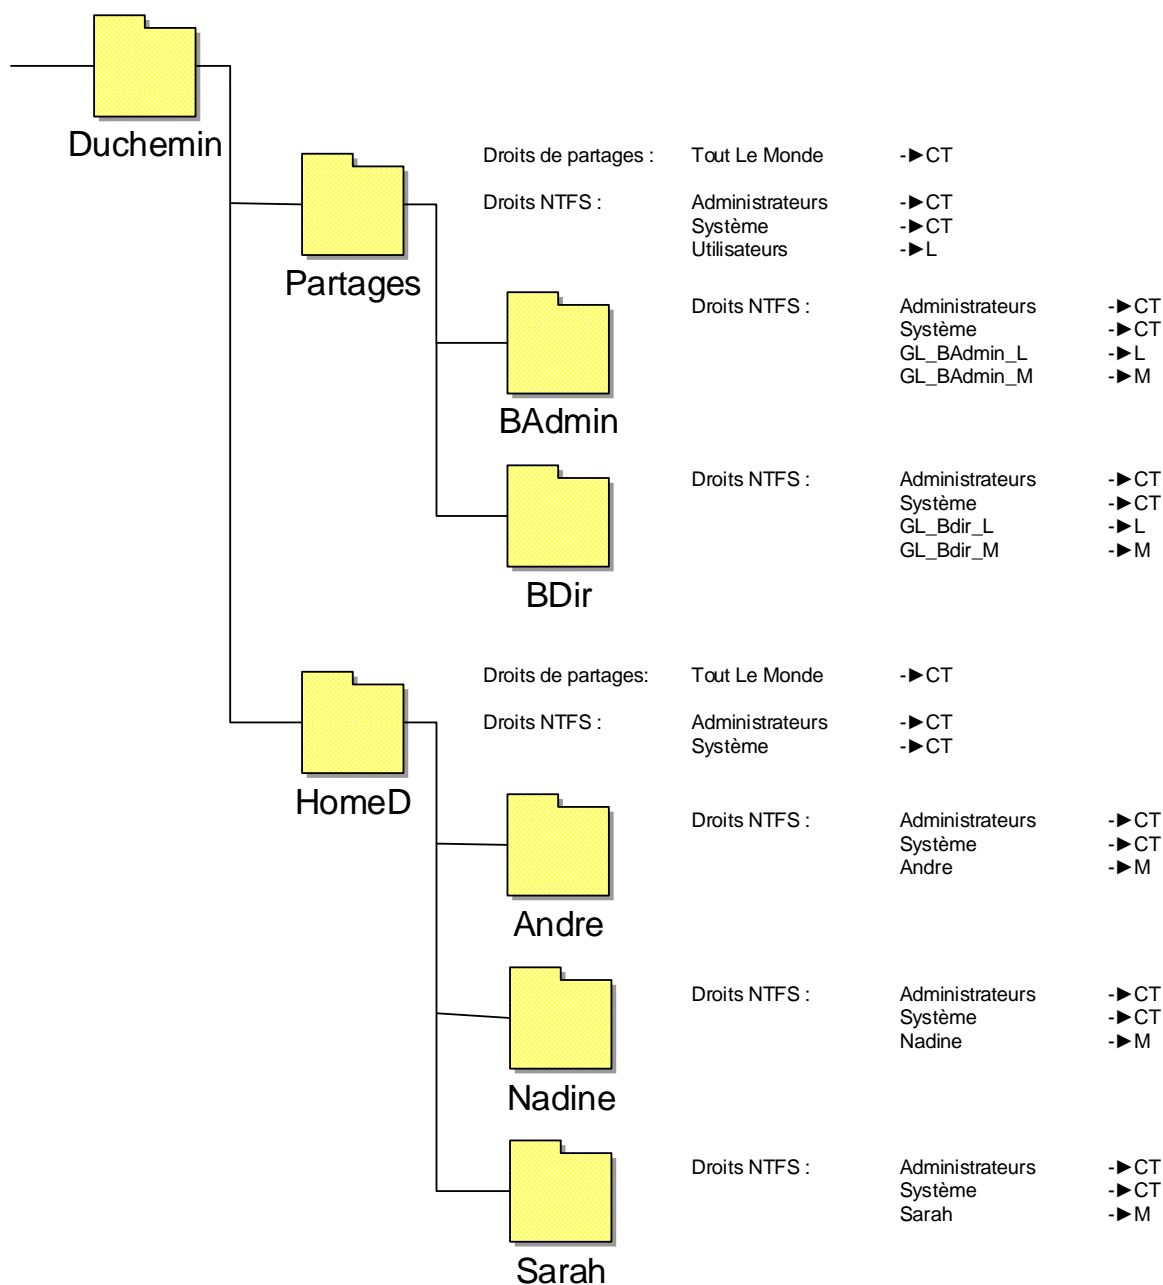 Duchemin
Droits de partages : Tout Le Monde -►CT
Droits NTFS : Administrateurs -►CT
Système -►CT
Utilisateurs -►L
Partages
Droits NTFS : Administrateurs -►CT
Système -►CT
GL_BAdmin_L -►L
GL_BAdmin_M -►M
BAdmin
Droits NTFS : Administrateurs -►CT
Système -►CT
GL_Bdir_L -►L
GL_Bdir_M -►M
BDir
Droits de partages: Tout Le Monde -►CT
Droits NTFS : Administrateurs -►CT
Système -►CT
HomeD
Droits NTFS : Administrateurs -►CT
Système -►CT
Andre -►M
Andre
Droits NTFS : Administrateurs -►CT
Système -►CT
Nadine -►M
Nadine
Droits NTFS : Administrateurs -►CT
Système -►CT
Sarah -►M
Sarah